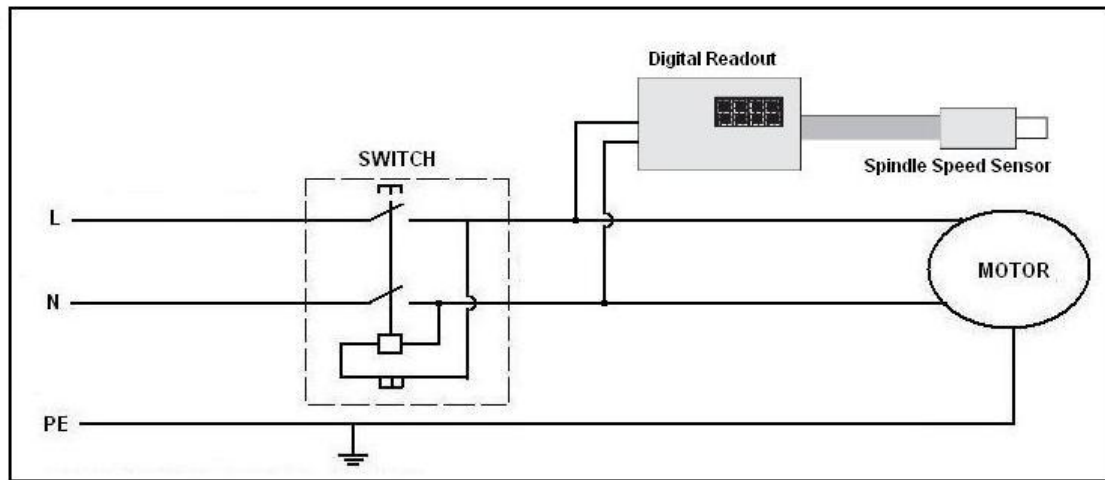 Digital Readout
SWITCH
Spindle Speed Sensor
L
MOTOR
N
PE